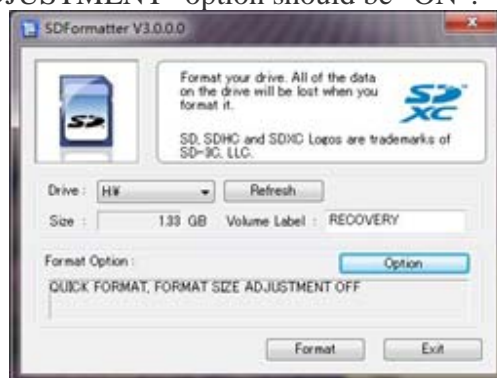 JUSTMENT" option should be "ON".
SDFormatter V3.0.0.0
Format your drive. All of the data
on the drive will be lost when you
format it.
SD, SDHC and SDXC Logos are trademarks of
SD-3C, LLC.
SD
SD
XC
Drive : H:¥ Refresh
Size : 1.33 GB Volume Label : RECOVERY
Format Option : Option
QUICK FORMAT, FORMAT SIZE ADJUSTMENT OFF
Format Exit